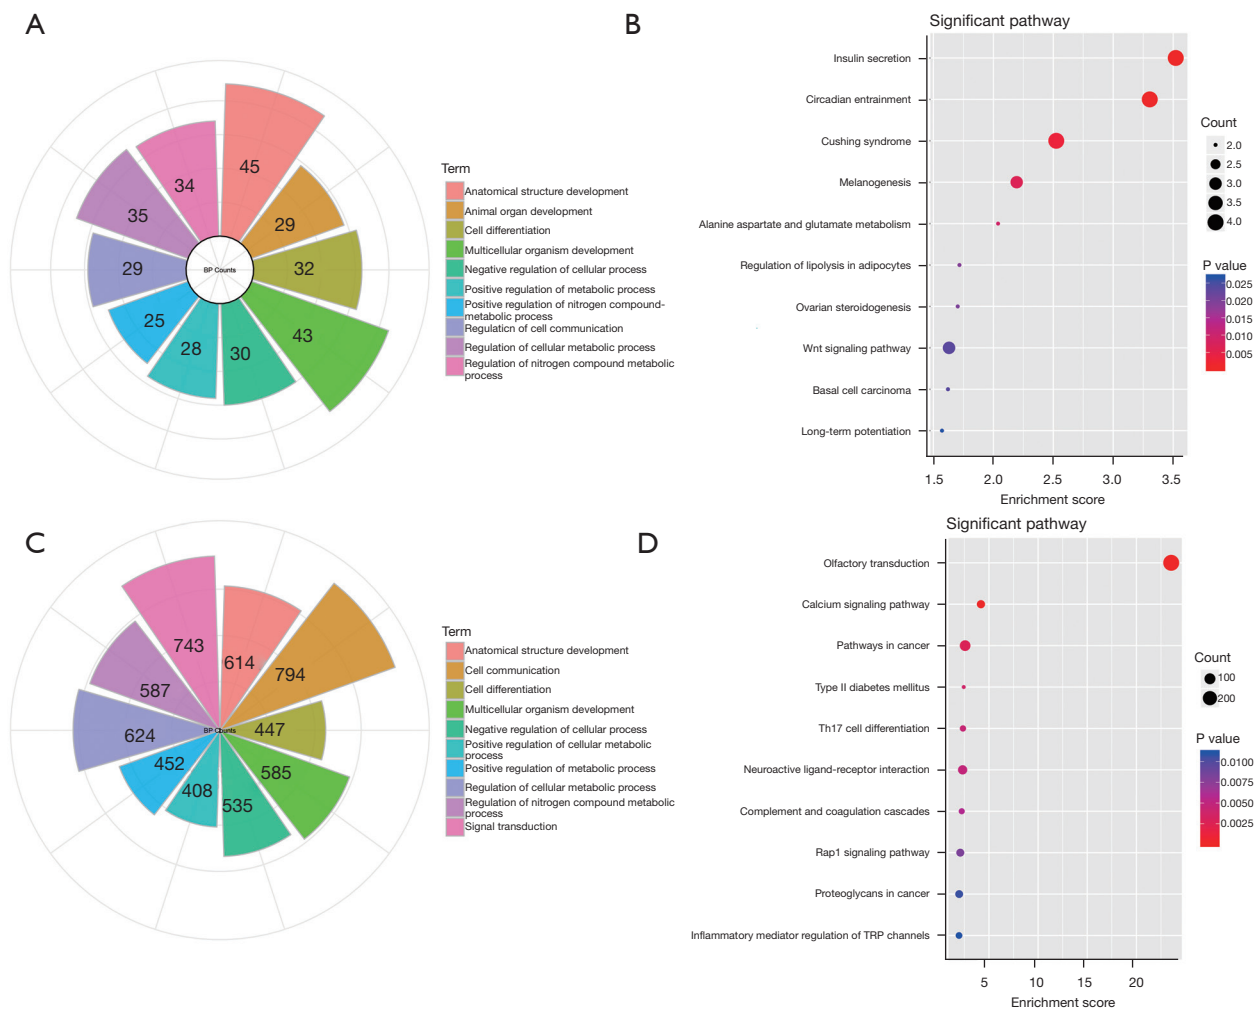 A
45
29
32
43
30
28
25
29
35
34
BP Counts
Term
Anatomical structure development
Animal organ development
Cell differentiation
Multicellular organism development
Negative regulation of cellular process
Positive regulation of metabolic process
Positive regulation of nitrogen compound-
metabolic process
Regulation of cell communication
Regulation of cellular metabolic process
Regulation of nitrogen compound metabolic
process
B
Significant pathway
Insulin secretion
Circadian entrainment
Cushing syndrome
Melanogenesis
Alanine aspartate and glutamate metabolism
Regulation of lipolysis in adipocytes
Ovarian steroidogenesis
Wnt signaling pathway
Basal cell carcinoma
Long-term potentiation
1.5 2.0 2.5 3.0 3.5
Enrichment score
Count
2.0
2.5
3.0
3.5
4.0
P value
0.025
0.020
0.015
0.010
0.005
C
614
794
447
585
535
408
452
624
587
743
BP Counts
Term
Anatomical structure development
Cell communication
Cell differentiation
Multicellular organism development
Negative regulation of cellular process
Positive regulation of cellular metabolic
process
Positive regulation of metabolic process
Regulation of cellular metabolic process
Regulation of nitrogen compound metabolic
process
Signal transduction
D
Significant pathway
Olfactory transduction
Calcium signaling pathway
Pathways in cancer
Type II diabetes mellitus
Th17 cell differentiation
Neuroactive ligand-receptor interaction
Complement and coagulation cascades
Rap1 signaling pathway
Proteoglycans in cancer
Inflammatory mediator regulation of TRP channels
5 10 15 20
Enrichment score
Count
100
200
P value
0.0100
0.0075
0.0050
0.0025